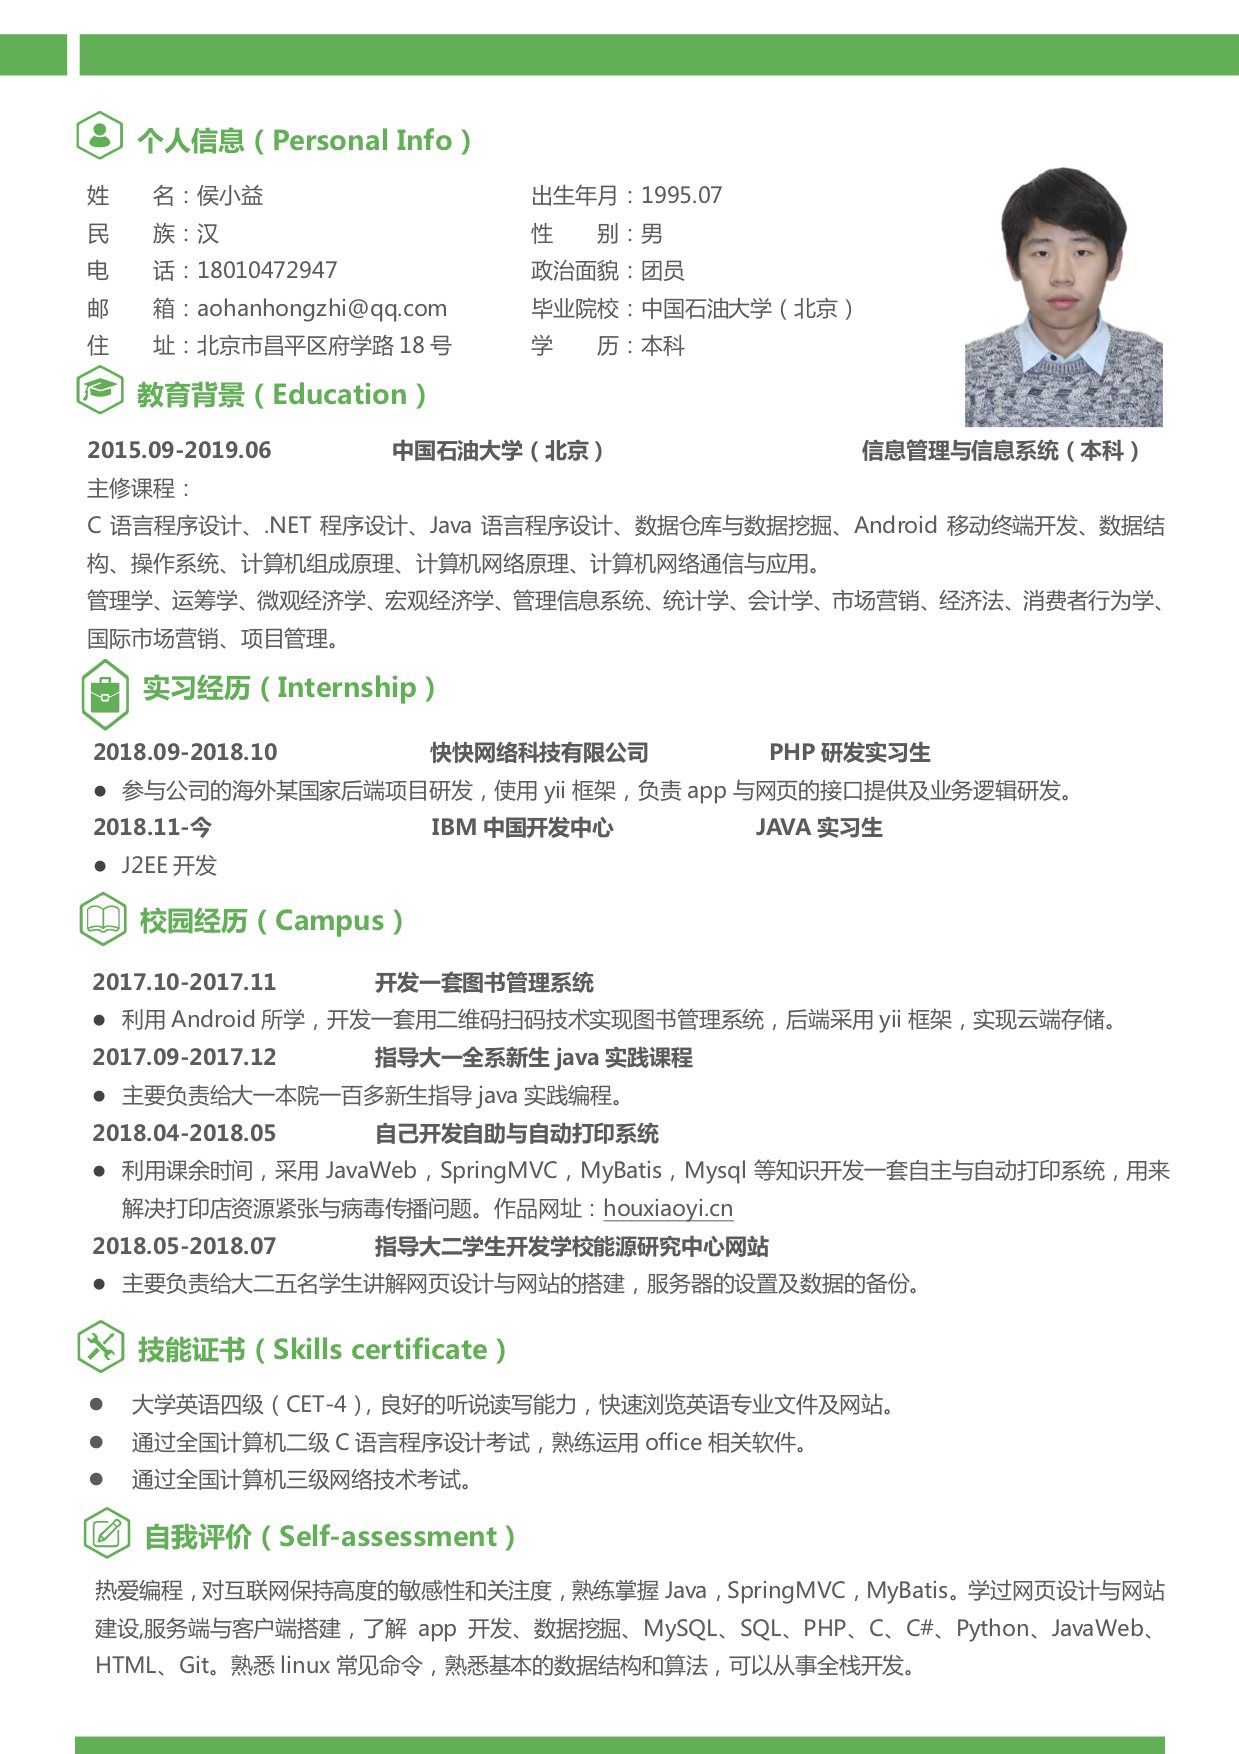 个人信息（Personal Info）
姓　　名：侯小益　出生年月：1995.07
民　　族：汉　性　　别：男
电　　话：18010472947　政治面貌：团员
邮　　箱：aohanhongzhi@qq.com　毕业院校：中国石油大学（北京）
住　　址：北京市昌平区府学路 18 号　学　　历：本科
教育背景（Education）
2015.09-2019.06　中国石油大学（北京）　信息管理与信息系统（本科）
主修课程：
C 语言程序设计、.NET 程序设计、Java 语言程序设计、数据仓库与数据挖掘、Android 移动终端开发、数据结
构、操作系统、计算机组成原理、计算机网络原理、计算机网络通信与应用。
管理学、运筹学、微观经济学、宏观经济学、管理信息系统、统计学、会计学、市场营销、经济法、消费者行为学、
国际市场营销、项目管理。
实习经历（Internship）
2018.09-2018.10　快快网络科技有限公司　PHP 研发实习生
● 参与公司的海外某国家后端项目研发，使用 yii 框架，负责 app 与网页的接口提供及业务逻辑研发。
2018.11-今　IBM 中国开发中心　JAVA 实习生
● J2EE 开发
校园经历（Campus）
2017.10-2017.11　开发一套图书管理系统
● 利用 Android 所学，开发一套用二维码扫码技术实现图书管理系统，后端采用 yii 框架，实现云端存储。
2017.09-2017.12　指导大一全系新生 java 实践课程
● 主要负责给大一本院一百多新生指导 java 实践编程。
2018.04-2018.05　自己开发自助与自动打印系统
● 利用课余时间，采用 JavaWeb，SpringMVC，MyBatis，Mysql 等知识开发一套自主与自动打印系统，用来
解决打印店资源紧张与病毒传播问题。作品网址：houxiaoyi.cn
2018.05-2018.07　指导大二学生开发学校能源研究中心网站
● 主要负责给大二五名学生讲解网页设计与网站的搭建，服务器的设置及数据的备份。
技能证书（Skills certificate）
● 大学英语四级（CET-4），良好的听说读写能力，快速浏览英语专业文件及网站。
● 通过全国计算机二级 C 语言程序设计考试，熟练运用 office 相关软件。
● 通过全国计算机三级网络技术考试。
自我评价（Self-assessment）
热爱编程，对互联网保持高度的敏感性和关注度，熟练掌握 Java，SpringMVC，MyBatis。学过网页设计与网站
建设,服务端与客户端搭建，了解 app 开发、数据挖掘、MySQL、SQL、PHP、C、C#、Python、JavaWeb、
HTML、Git。熟悉 linux 常见命令，熟悉基本的数据结构和算法，可以从事全栈开发。